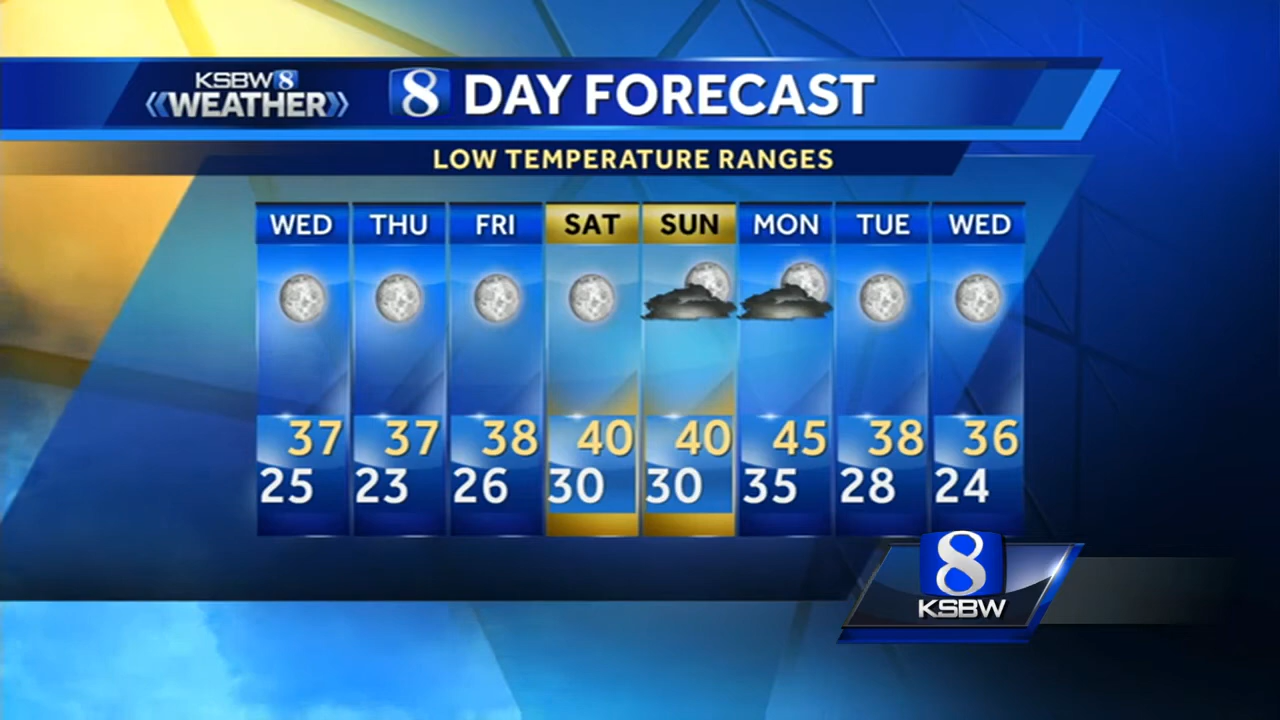 KSBW 8
WEATHER
8 DAY FORECAST
LOW TEMPERATURE RANGES
WED THU FRI SAT SUN MON TUE WED
37 37 38 40 40 45 38 36
25 23 26 30 30 35 28 24
8
KSBW